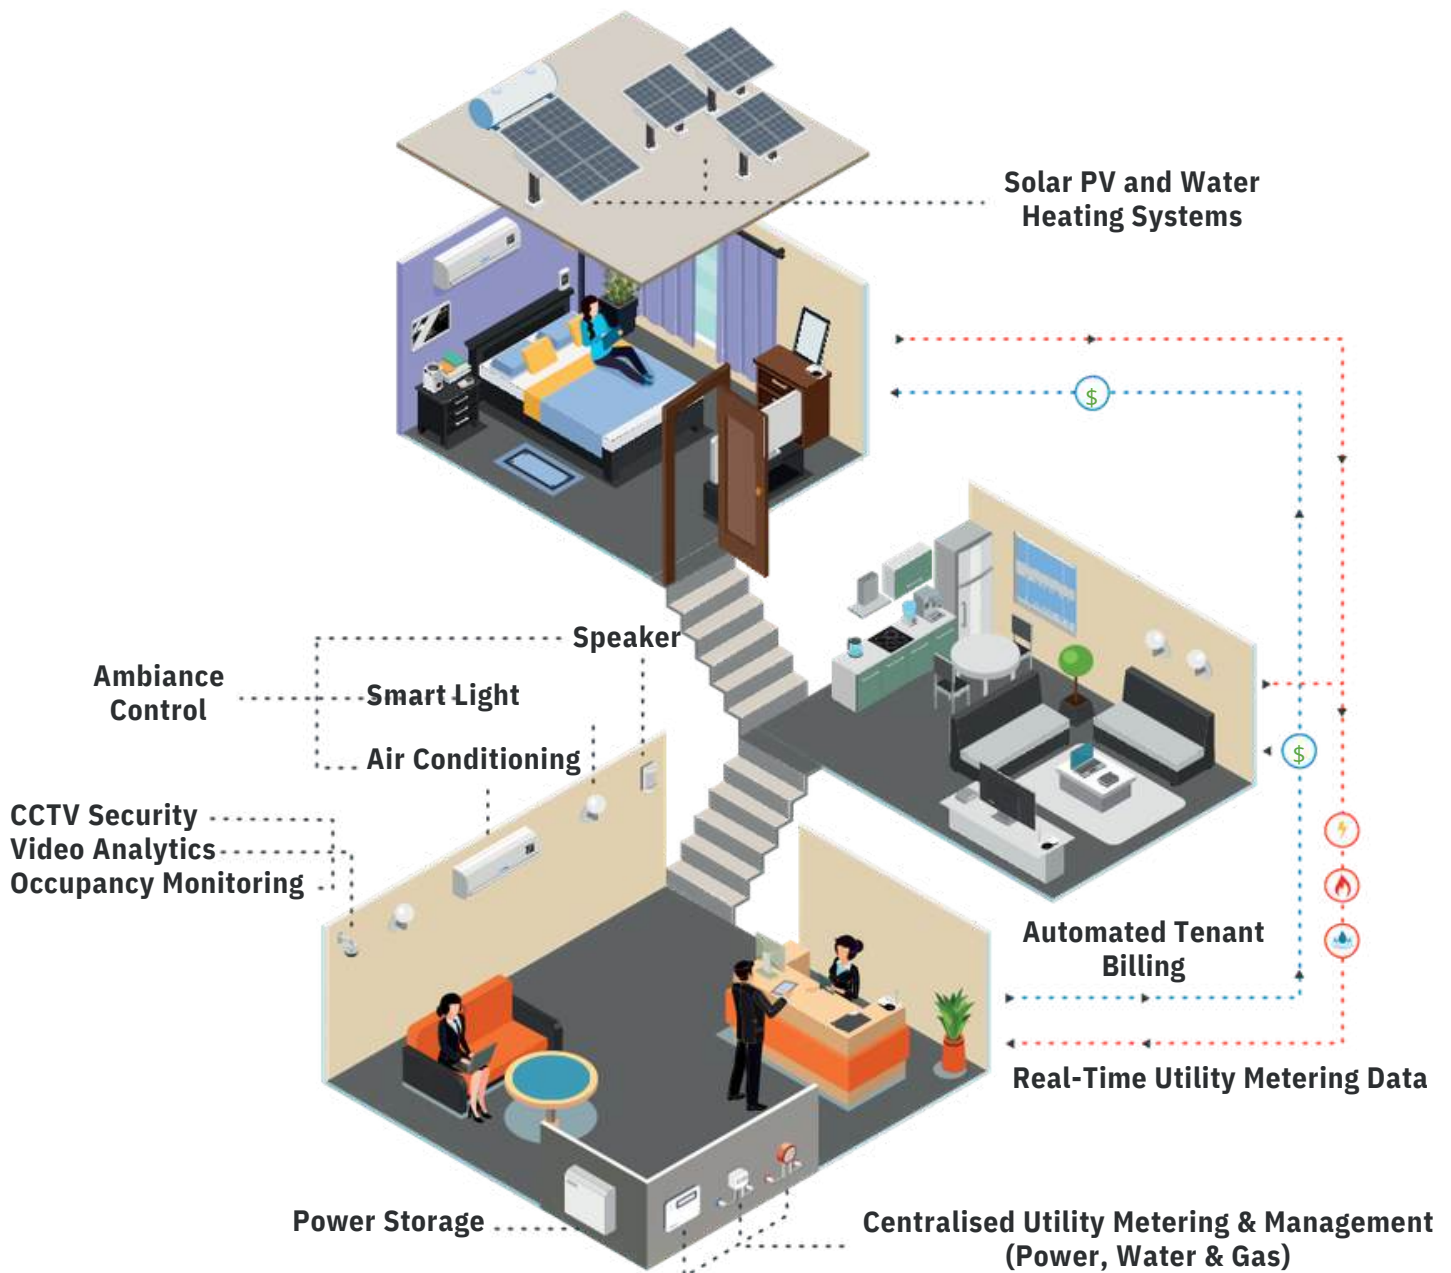 Solar PV and Water
Heating Systems
$
Speaker
Ambiance
Control
Smart Light
Air Conditioning
$
CCTV Security
Video Analytics
Occupancy Monitoring
Automated Tenant
Billing
Real-Time Utility Metering Data
Power Storage
Centralised Utility Metering & Management
(Power, Water & Gas)